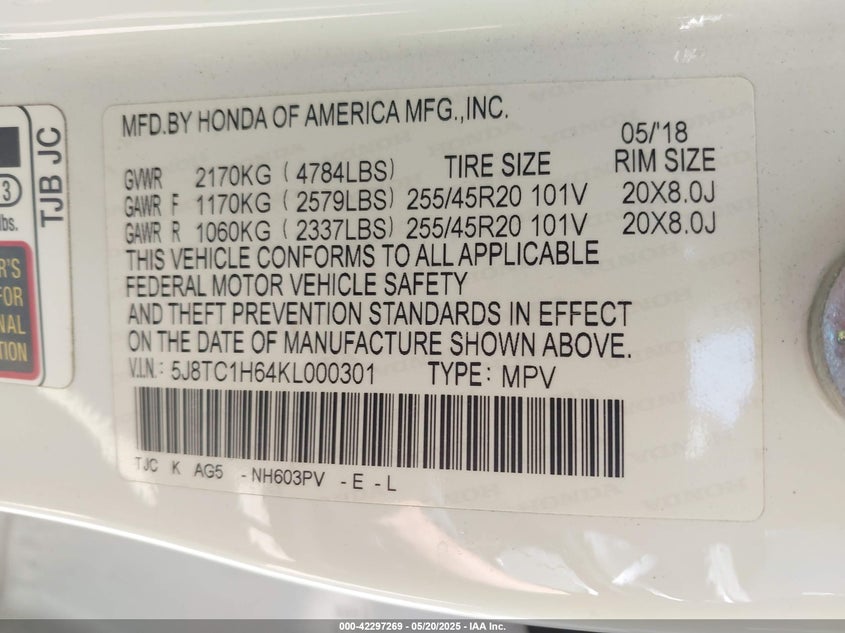 MFD.BY HONDA OF AMERICA MFG.,INC.
05/'18
GVWR 2170KG ( 4784LBS) TIRE SIZE RIM SIZE
GAWR F 1170KG ( 2579LBS) 255/45R20 101V 20X8.0J
GAWR R 1060KG ( 2337LBS) 255/45R20 101V 20X8.0J
THIS VEHICLE CONFORMS TO ALL APPLICABLE
FEDERAL MOTOR VEHICLE SAFETY
AND THEFT PREVENTION STANDARDS IN EFFECT
ON THE DATE OF MANUFACTURE SHOWN ABOVE.
V.I.N.: 5J8TC1H64KL000301 TYPE: MPV
TJC K AG5 -NH603PV -E -L
3
lbs.
TJB JC
R'S
FOR
000-42297269 — 05/20/2025 — IAA Inc.